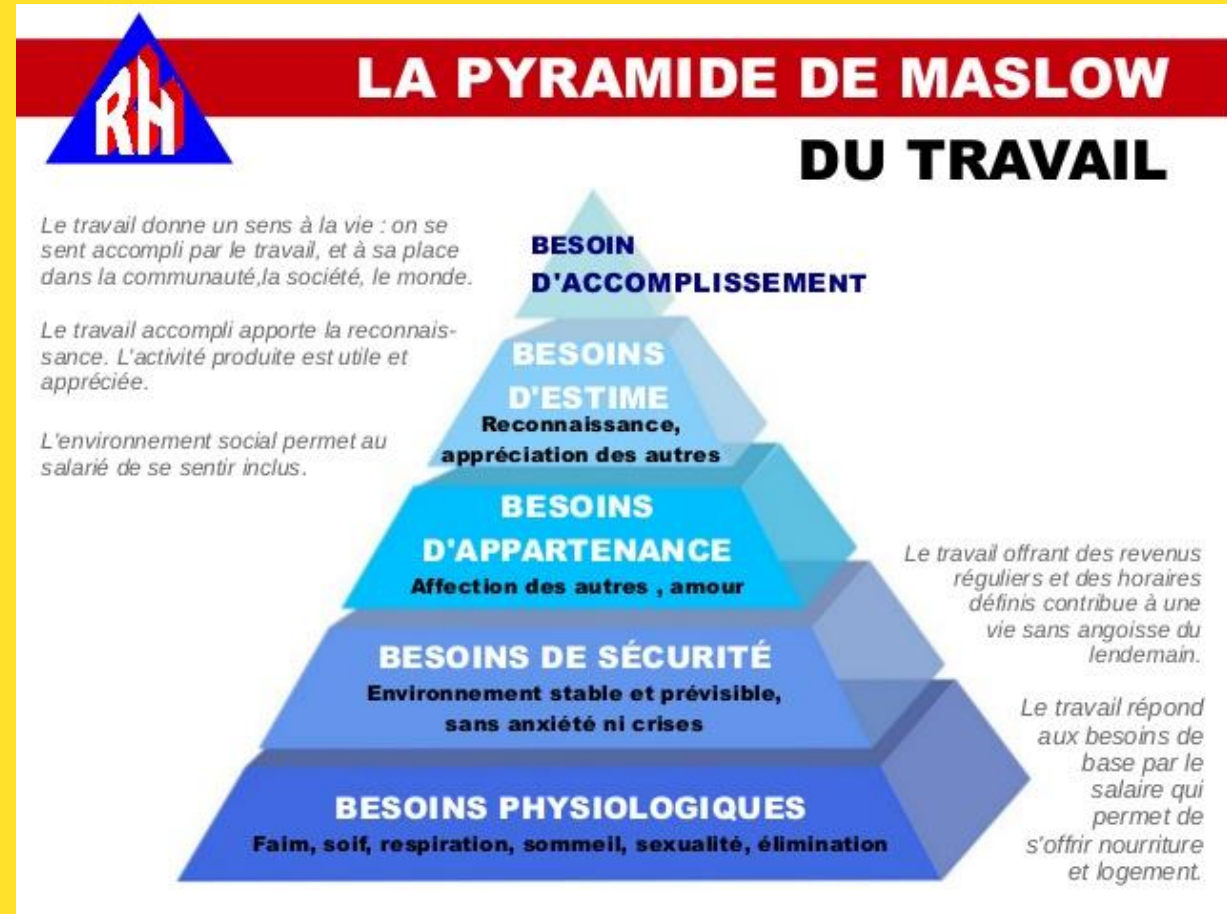 RH
LA PYRAMIDE DE MASLOW
DU TRAVAIL
Le travail donne un sens à la vie : on se
sent accompli par le travail, et à sa place
dans la communauté,la société, le monde.
Le travail accompli apporte la reconnais-
sance. L'activité produite est utile et
appréciée.
L'environnement social permet au
salarié de se sentir inclus.
BESOIN
D'ACCOMPLISSEMENT
BESOINS
D'ESTIME
Reconnaissance,
appréciation des autres
BESOINS
D'APPARTENANCE
Affection des autres , amour
BESOINS DE SÉCURITÉ
Environnement stable et prévisible,
sans anxiété ni crises
BESOINS PHYSIOLOGIQUES
Faim, soif, respiration, sommeil, sexualité, élimination
Le travail offrant des revenus
réguliers et des horaires
définis contribue à une
vie sans angoisse du
lendemain.
Le travail répond
aux besoins de
base par le
salaire qui
permet de
s'offrir nourriture
et logement.